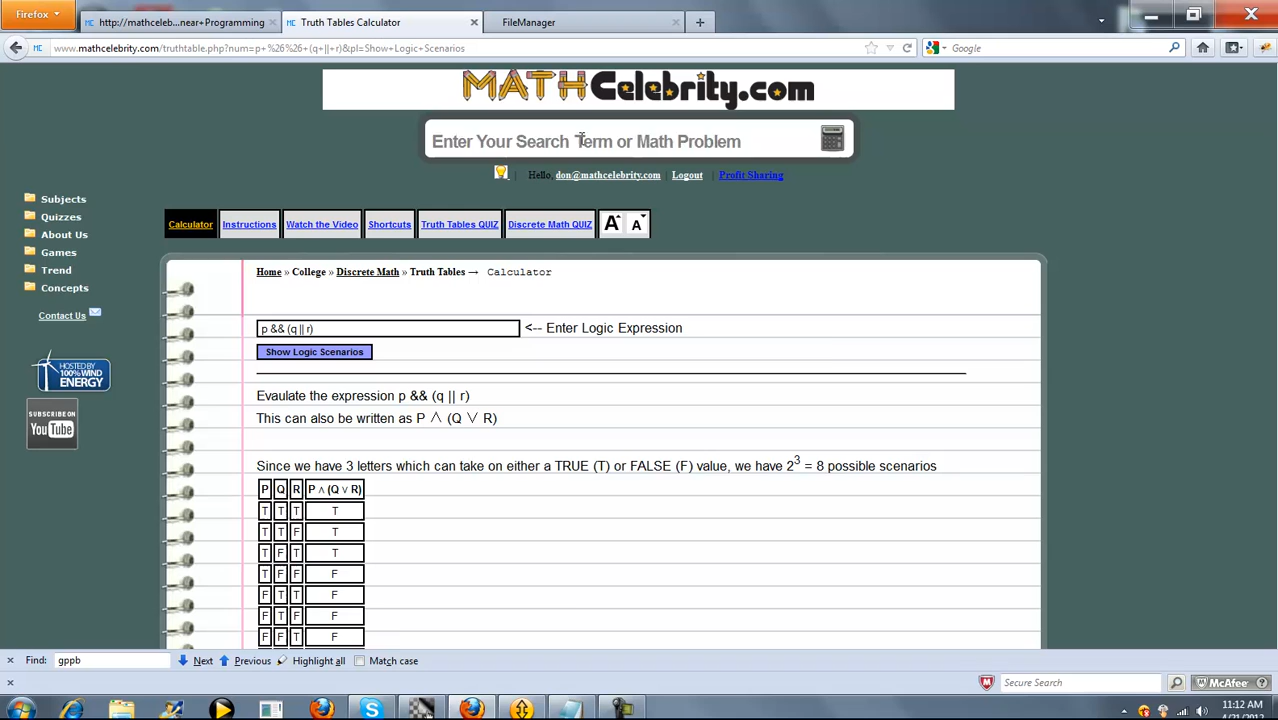 Firefox
http://mathceleb...near+Programming
Truth Tables Calculator
FileManager
www.mathcelebrity.com/truthtable.php?num=p+%26%26+(q+||+r)&pl=Show+Logic+Scenarios
Google
MATHCelebrity.com
Enter Your Search Term or Math Problem
Hello, don@mathcelebrity.com | Logout | Profit Sharing
Subjects
Quizzes
About Us
Games
Trend
Concepts
Contact Us
HOSTED BY
100% WIND
ENERGY
SUBSCRIBE ON
YouTube
Calculator Instructions Watch the Video Shortcuts Truth Tables QUIZ Discrete Math QUIZ A A
Home » College » Discrete Math » Truth Tables → Calculator
p && (q || r) <-- Enter Logic Expression
Show Logic Scenarios
Evaulate the expression p && (q || r)
This can also be written as P ∧ (Q ∨ R)
Since we have 3 letters which can take on either a TRUE (T) or FALSE (F) value, we have 2³ = 8 possible scenarios
P Q R P ∧ (Q ∨ R)
T T T T
T T F T
T F T T
T F F F
F T T F
F T F F
F F T F
Find: gppb Next Previous Highlight all Match case
Secure Search McAfee
11:12 AM